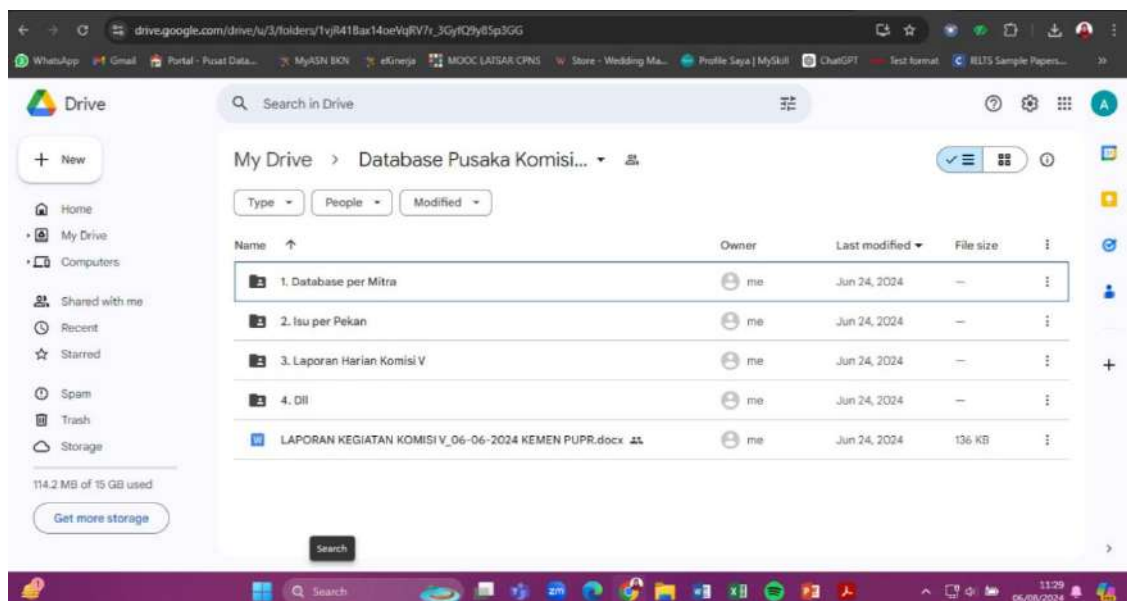 drive.google.com/drive/u/3/folders/1vjR41Bax14oeVqRV7r_3GyfQ9y85p3GG
WhatsApp Gmail Portal - Pusat Data... MyASN BKN eKinerja MOOC LATSAR CPNS Store - Wedding Ma... Profile Saya | MySkill ChatGPT Test format IELTS Sample Papers...
Drive
Search in Drive
A
New
My Drive > Database Pusaka Komisi...
Type People Modified
Home
My Drive
Computers
Shared with me
Recent
Starred
Spam
Trash
Storage
114.2 MB of 15 GB used
Get more storage
Name Owner Last modified File size
1. Database per Mitra me Jun 24, 2024 —
2. Isu per Pekan me Jun 24, 2024 —
3. Laporan Harian Komisi V me Jun 24, 2024 —
4. Dll me Jun 24, 2024 —
LAPORAN KEGIATAN KOMISI V_06-06-2024 KEMEN PUPR.docx me Jun 24, 2024 136 KB
Search
Search
11:29
06/08/2024